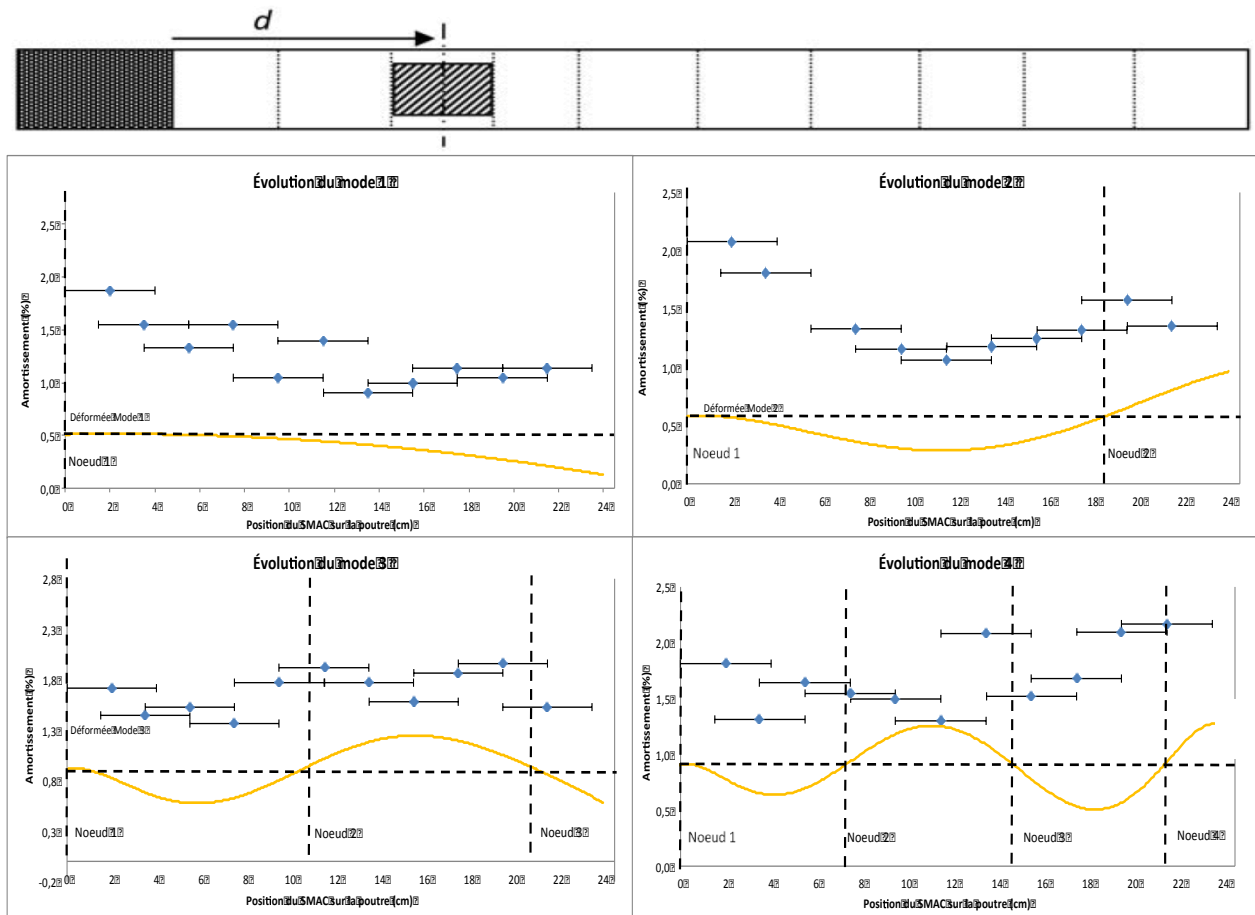 d
Évolution du mode 1
Amortissement (%)
2,5
2,0
1,5
1,0
0,5
0,0
Déformée Mode 1
Noeud 1
0 2 4 6 8 10 12 14 16 18 20 22 24
Position du SMAC sur la poutre (cm)
Évolution du mode 2
Amortissement (%)
2,5
2,0
1,5
1,0
0,5
0,0
Déformée Mode 2
Noeud 1
Noeud 2
0 2 4 6 8 10 12 14 16 18 20 22 24
Position du SMAC sur la poutre (cm)
Évolution du mode 3
Amortissement (%)
2,8
2,3
1,8
1,3
0,8
0,3
-0,2
Déformée Mode 3
Noeud 1
Noeud 2
Noeud 3
0 2 4 6 8 10 12 14 16 18 20 22 24
Position du SMAC sur la poutre (cm)
Évolution du mode 4
Amortissement (%)
2,5
2,0
1,5
1,0
0,5
0,0
Noeud 1
Noeud 2
Noeud 3
Noeud 4
0 2 4 6 8 10 12 14 16 18 20 22 24
Position du SMAC sur la poutre (cm)